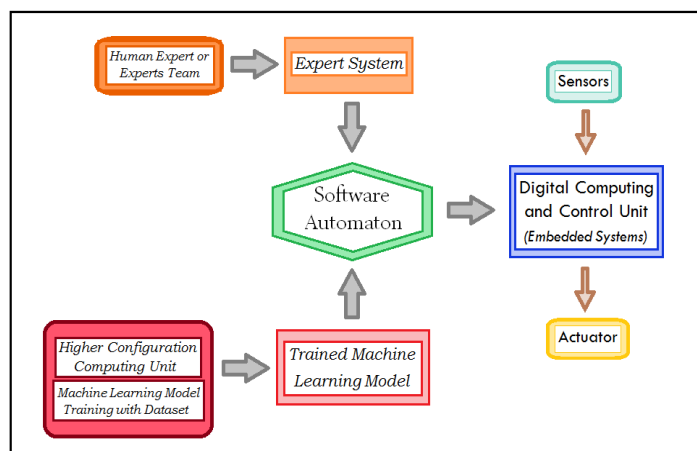 Human Expert or
Experts Team
Expert System
Sensors
Software
Automaton
Digital Computing
and Control Unit
(Embedded Systems)
Higher Configuration
Computing Unit
Machine Learning Model
Training with Dataset
Trained Machine
Learning Model
Actuator